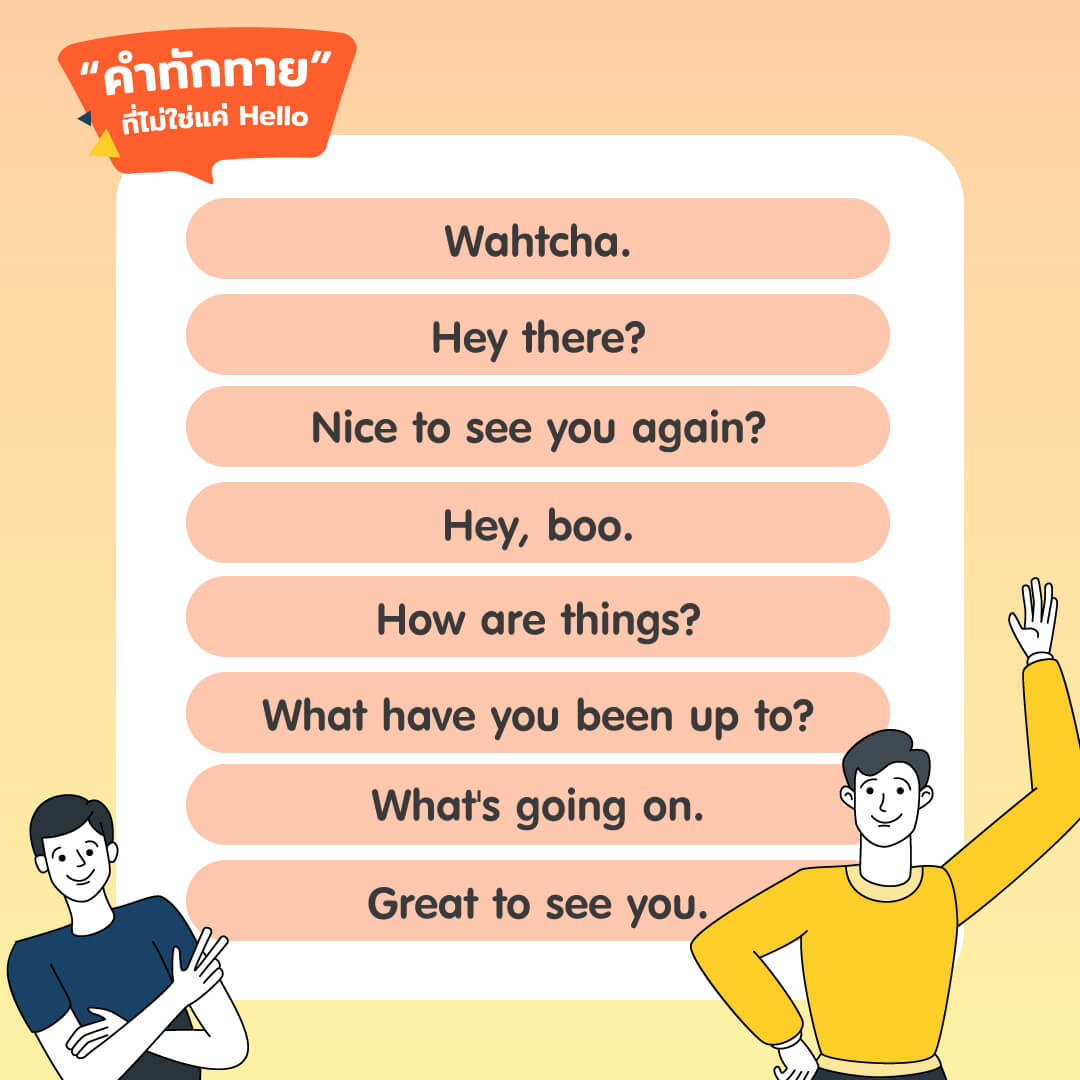 “คำทักทาย”
ที่ไม่ใช่แค่ Hello
Wahtcha.
Hey there?
Nice to see you again?
Hey, boo.
How are things?
What have you been up to?
What's going on.
Great to see you.